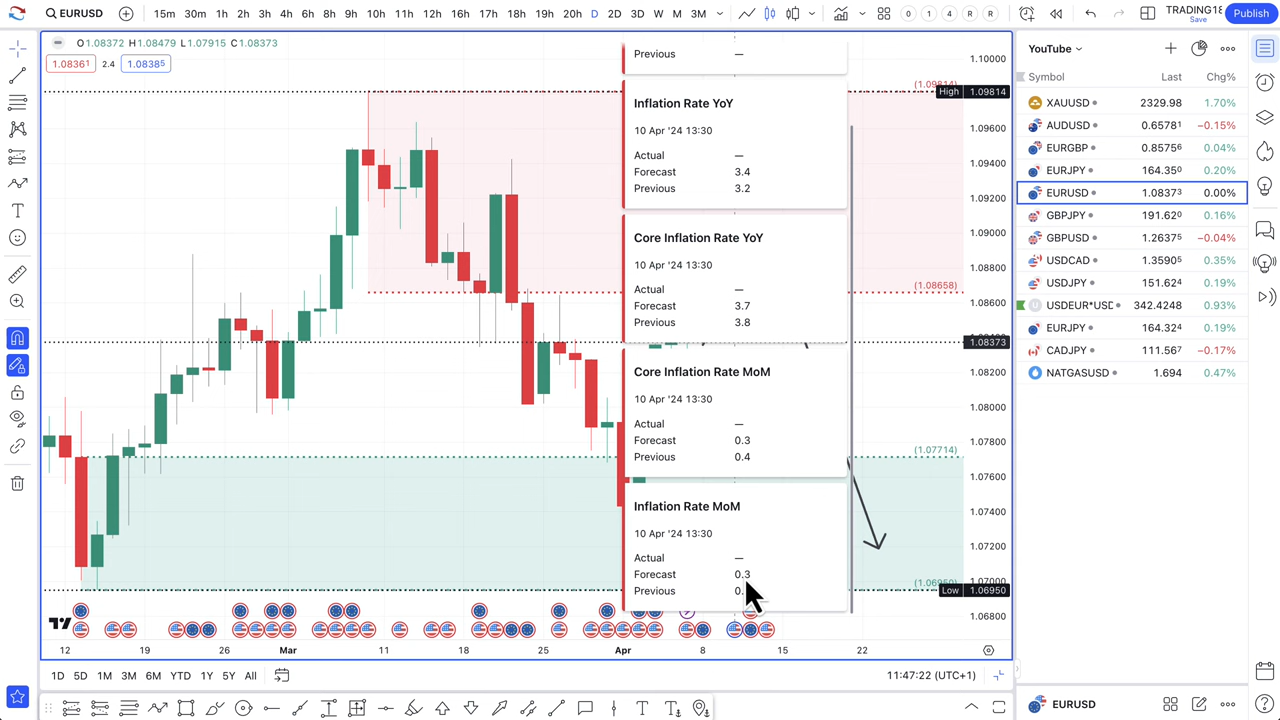 EURUSD 15m 30m 1h 2h 3h 4h 6h 8h 9h 10h 11h 12h 14h 15h 16h 17h 18h 19h 20h D 2D 3D W M 3M 0 1 4 R R TRADING18 Save Publish
O1.08372 H1.08479 L1.07915 C1.08373
1.08361 2.4 1.08385
Previous —
Inflation Rate YoY
10 Apr '24 13:30
Actual —
Forecast 3.4
Previous 3.2
Core Inflation Rate YoY
10 Apr '24 13:30
Actual —
Forecast 3.7
Previous 3.8
Core Inflation Rate MoM
10 Apr '24 13:30
Actual —
Forecast 0.3
Previous 0.4
Inflation Rate MoM
10 Apr '24 13:30
Actual —
Forecast 0.3
Previous
(1.09814)
(1.08658)
(1.07714)
(1.06950)
1.10000
High 1.09814
1.09600
1.09400
1.09200
1.09000
1.08800
1.08600
1.08373
1.08200
1.08000
1.07800
1.07600
1.07400
1.07200
1.07000
Low 1.06950
1.06800
12 19 26 Mar 11 18 25 Apr 8 15 22
1D 5D 1M 3M 6M YTD 1Y 5Y All 11:47:22 (UTC+1)
YouTube
Symbol Last Chg%
XAUUSD 2329.98 1.70%
AUDUSD 0.65781 −0.15%
EURGBP 0.85756 0.04%
EURJPY 164.350 0.20%
EURUSD 1.08373 0.00%
GBPJPY 191.620 0.16%
GBPUSD 1.26375 −0.04%
USDCAD 1.35905 0.35%
USDJPY 151.624 0.19%
USDEUR*USD 342.4248 0.93%
EURJPY 164.324 0.19%
CADJPY 111.567 −0.17%
NATGASUSD 1.694 0.47%
EURUSD